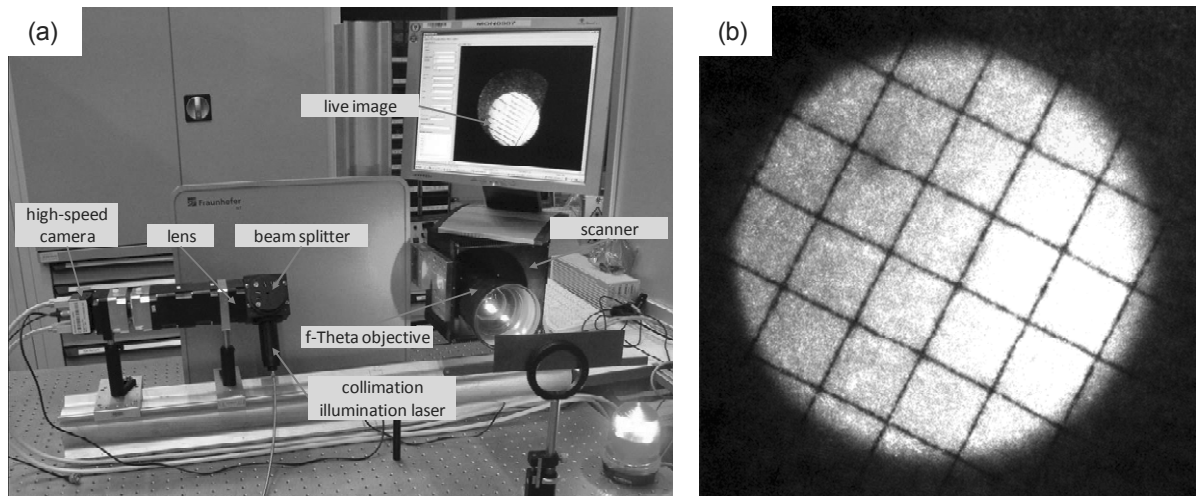 (a)
live image
Fraunhofer
high-speed
camera
lens
beam splitter
scanner
f-Theta objective
collimation
illumination laser
(b)